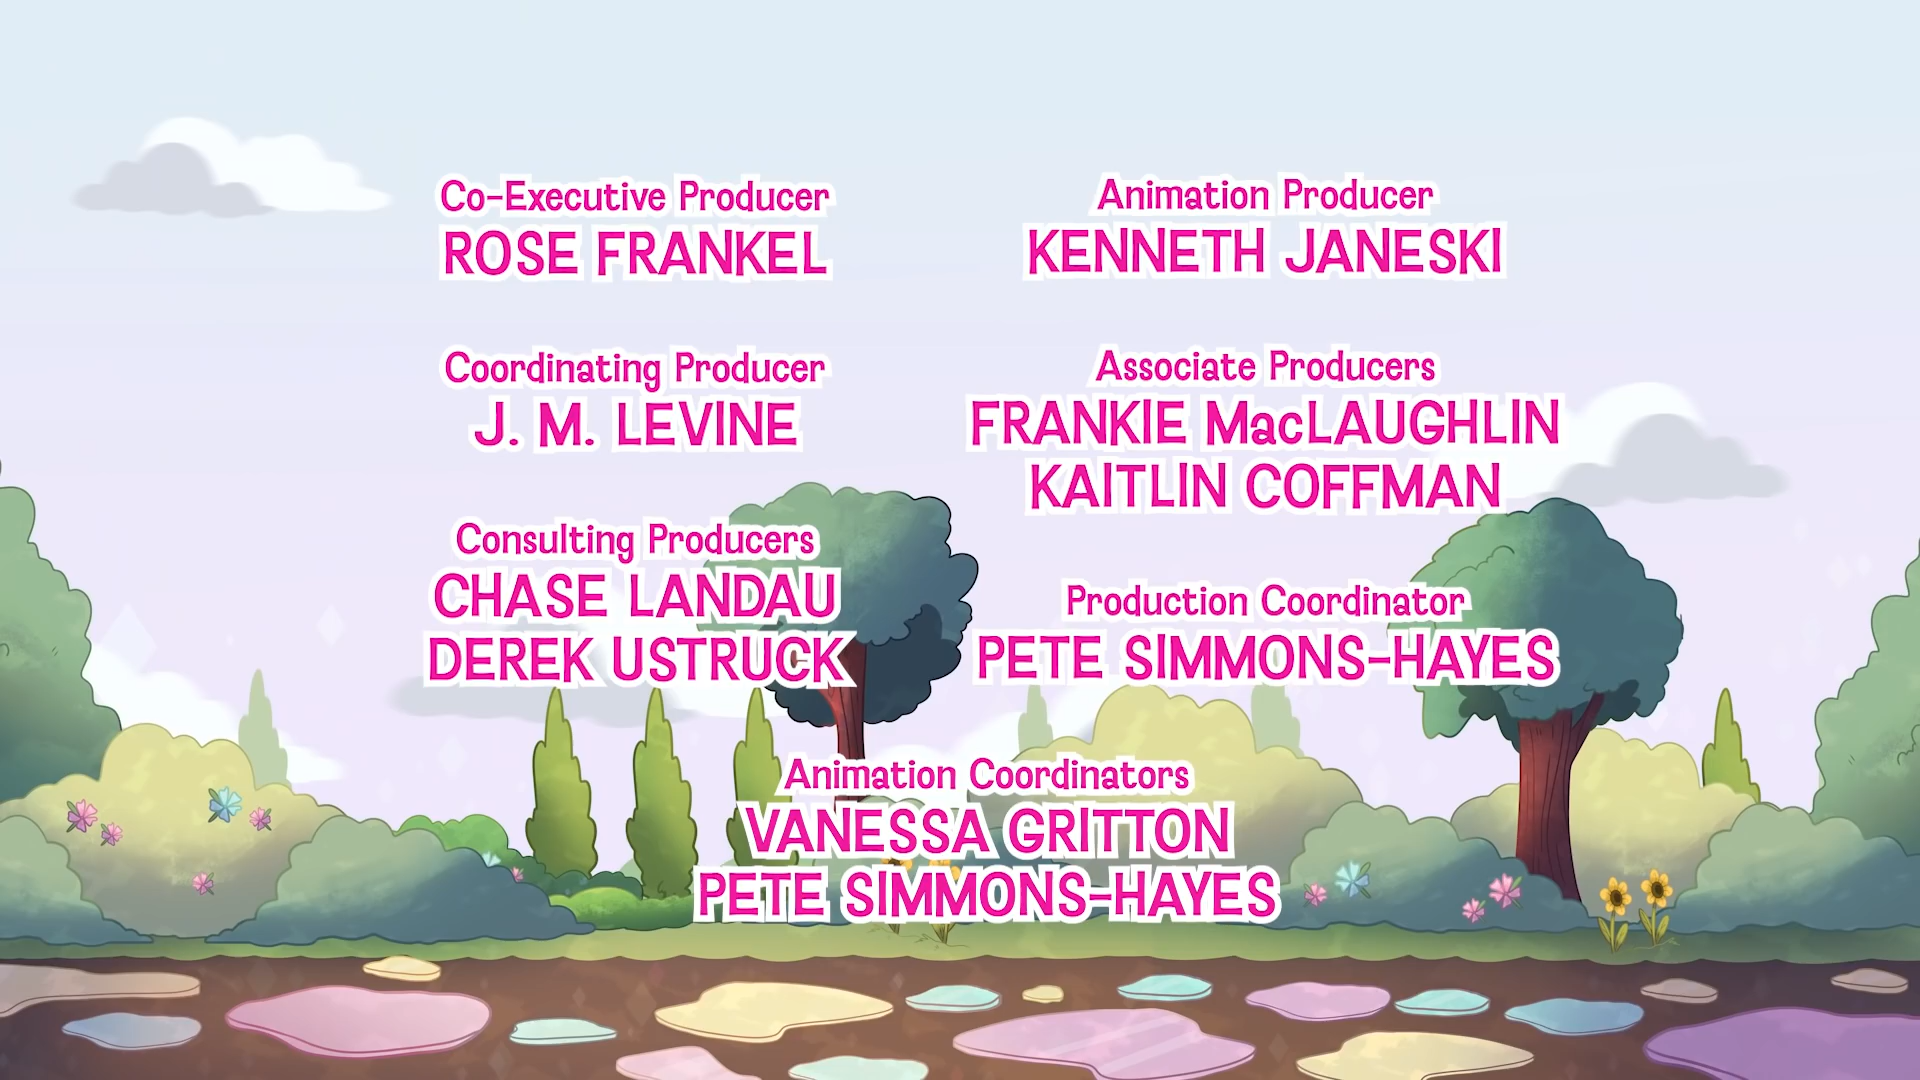 Co-Executive Producer
ROSE FRANKEL
Coordinating Producer
J. M. LEVINE
Consulting Producers
CHASE LANDAU
DEREK USTRUCK
Animation Producer
KENNETH JANESKI
Associate Producers
FRANKIE MacLAUGHLIN
KAITLIN COFFMAN
Production Coordinator
PETE SIMMONS-HAYES
Animation Coordinators
VANESSA GRITTON
PETE SIMMONS-HAYES